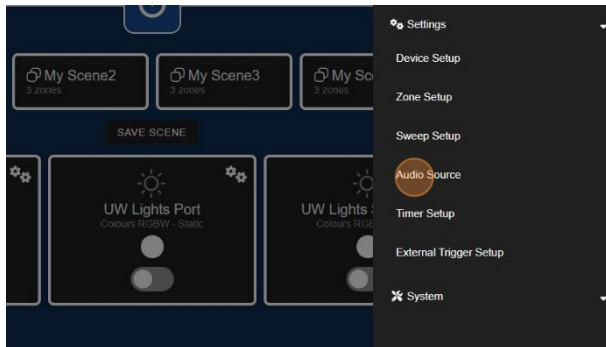 My Scene2
3 zones
My Scene3
3 zones
My Sc
3 zones
SAVE SCENE
UW Lights Port
Colours RGBW - Static
UW Lights
Colours RGB
Settings
Device Setup
Zone Setup
Sweep Setup
Audio Source
Timer Setup
External Trigger Setup
System